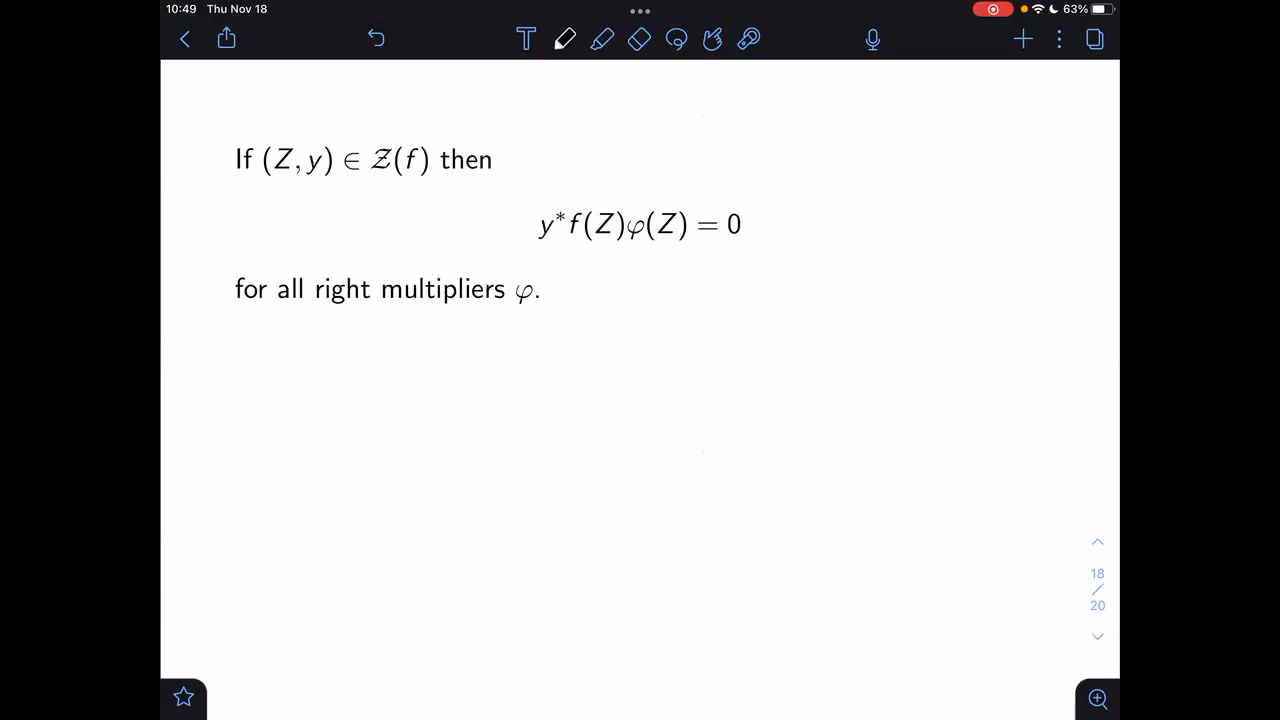 10:49 Thu Nov 18
63%
T
If (Z, y) ∈ 𝒵(f) then
y*f(Z)φ(Z) = 0
for all right multipliers φ.
18
/
20